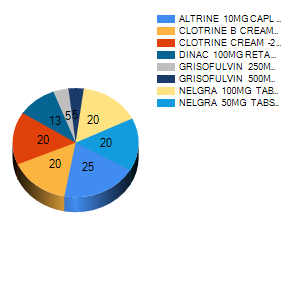 ALTRINE 10MG CAPL...
CLOTRINE B CREAM...
CLOTRINE CREAM -2...
DINAC 100MG RETA...
GRISOFULVIN 250M...
GRISOFULVIN 500M...
NELGRA 100MG TAB...
NELGRA 50MG TABS...
5 5 20
13
20 20
20 25